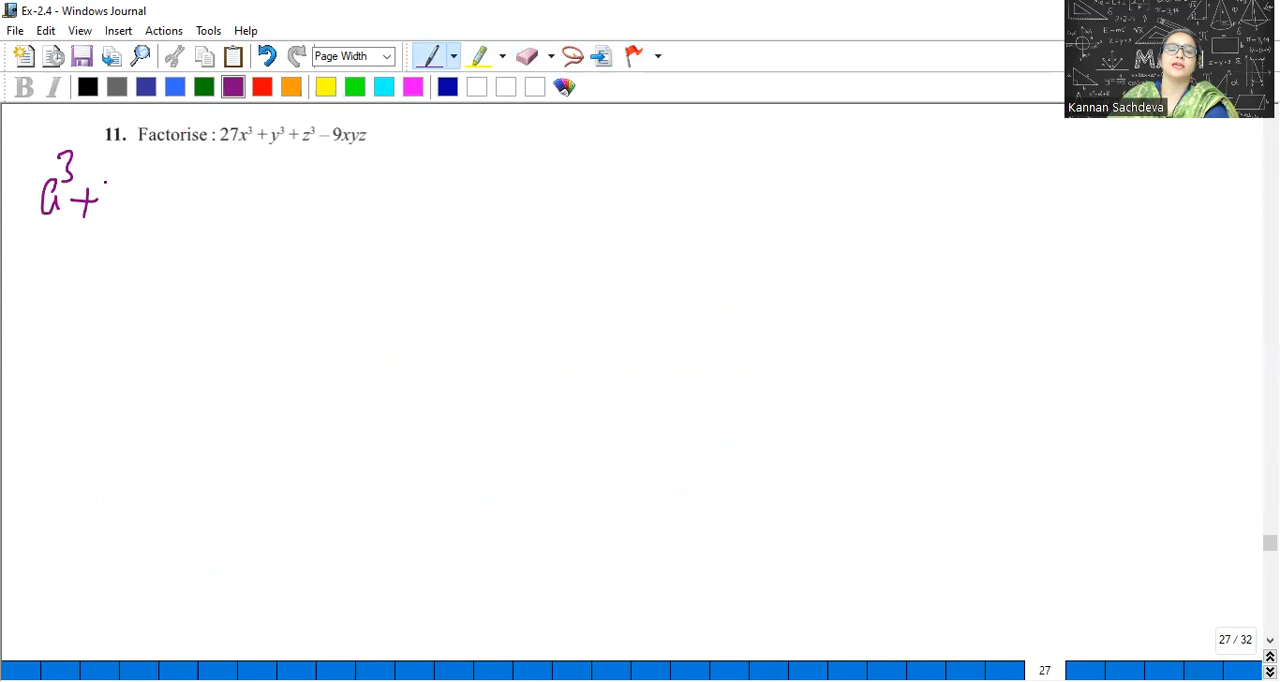 Ex-2.4 - Windows Journal
File Edit View Insert Actions Tools Help
Page Width
B I
Kannan Sachdeva
11. Factorise : 27x³ + y³ + z³ – 9xyz
a³+
27 / 32
27